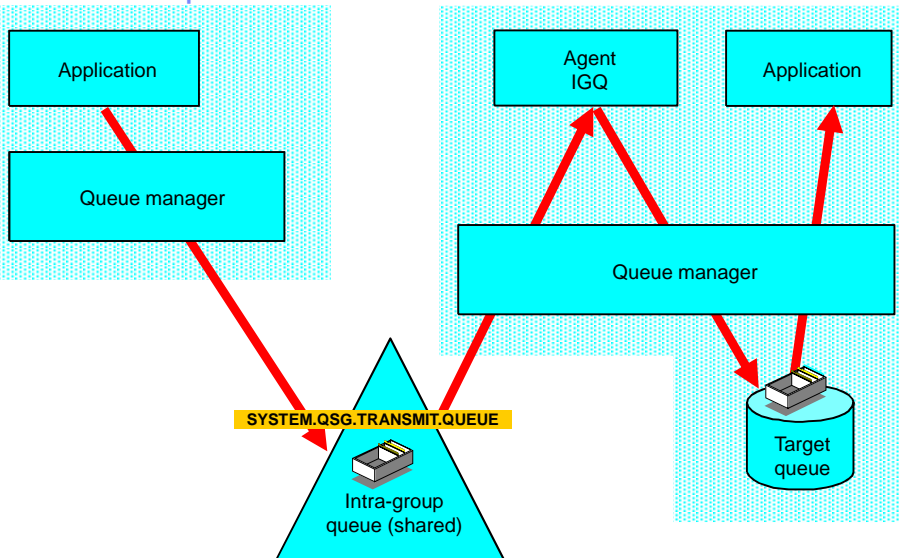 Application
Queue manager
Agent
IGQ
Application
Queue manager
SYSTEM.QSG.TRANSMIT.QUEUE
Intra-group
queue (shared)
Target
queue